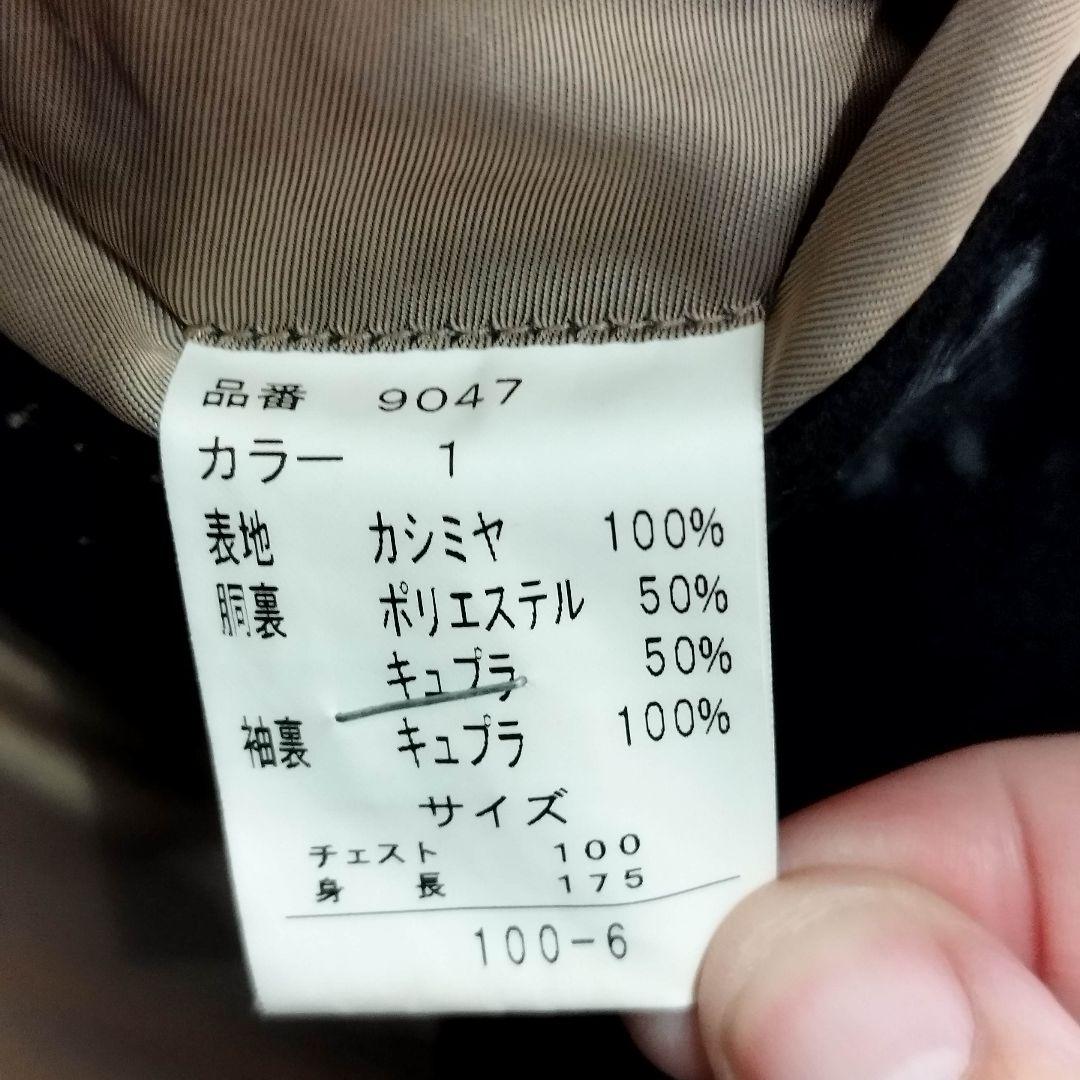 品番 9047
カラー 1
表地 カシミヤ 100%
胴裏 ポリエステル 50%
キュプラ 50%
袖裏 キュプラ 100%
サイズ
チェスト 100
身長 175
100-6